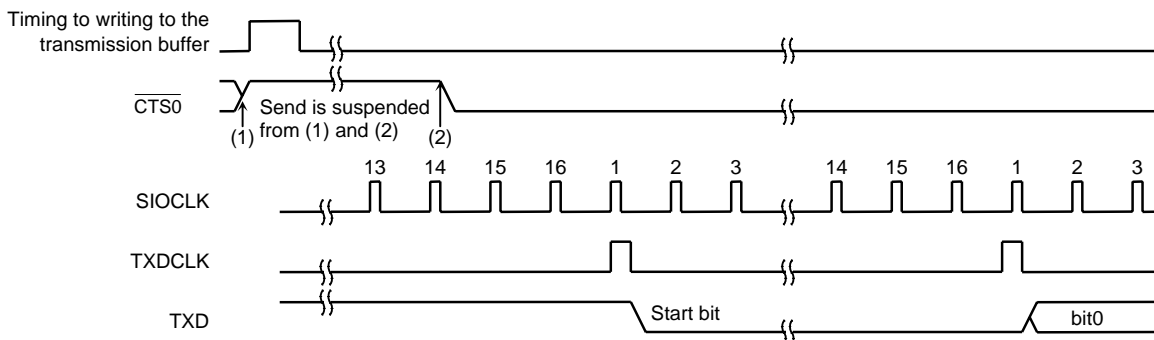 Timing to writing to the
transmission buffer
CTS0
Send is suspended
from (1) and (2)
(1)
(2)
13 14 15 16 1 2 3 14 15 16 1 2 3
SIOCLK
TXDCLK
TXD
Start bit
bit0